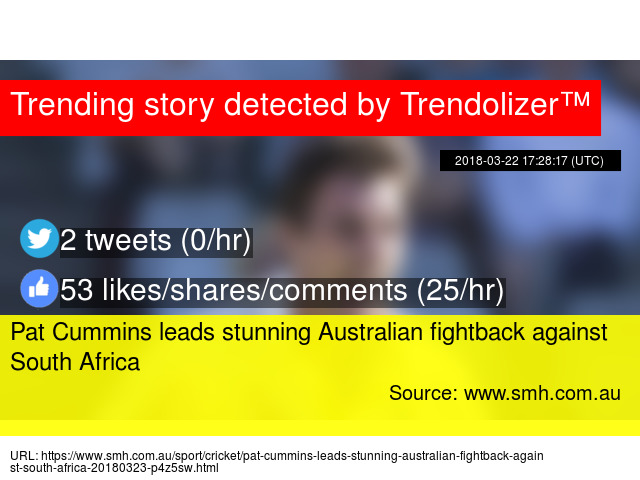 Trending story detected by Trendolizer™
2018-03-22 17:28:17 (UTC)
2 tweets (0/hr)
53 likes/shares/comments (25/hr)
Pat Cummins leads stunning Australian fightback against
South Africa
Source: www.smh.com.au
URL: https://www.smh.com.au/sport/cricket/pat-cummins-leads-stunning-australian-fightback-again
st-south-africa-20180323-p4z5sw.html